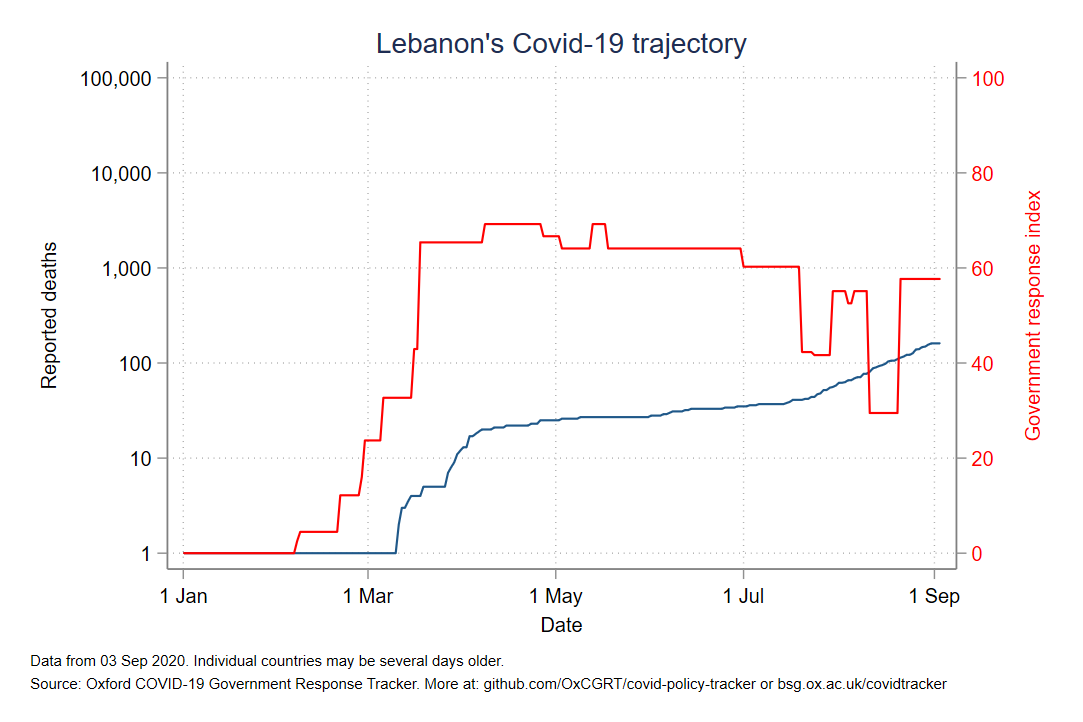 Lebanon's Covid-19 trajectory
100,000
10,000
1,000
100
10
1
Reported deaths
100
80
60
40
20
0
Government response index
1 Jan
1 Mar
1 May
1 Jul
1 Sep
Date
Data from 03 Sep 2020. Individual countries may be several days older.
Source: Oxford COVID-19 Government Response Tracker. More at: github.com/OxCGRT/covid-policy-tracker or bsg.ox.ac.uk/covidtracker